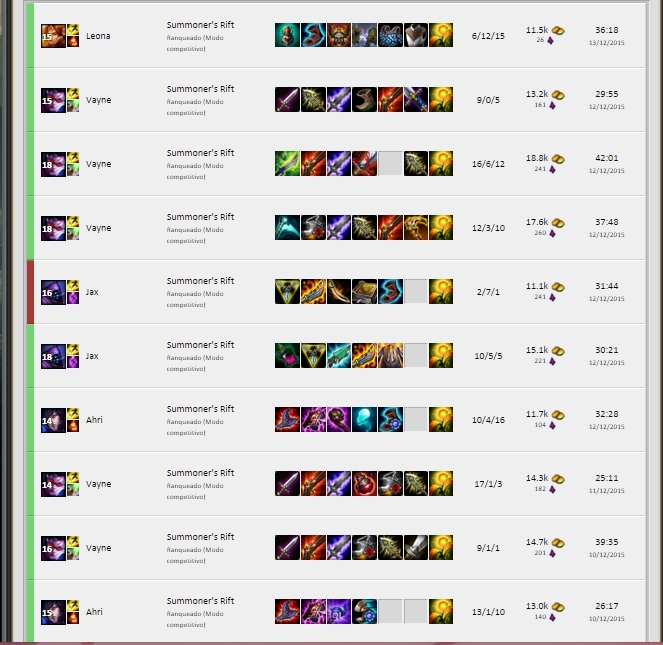 15 Leona Summoner's Rift 6/12/15 11.5k 36:18
Ranqueado (Modo competitivo) 26 13/12/2015
15 Vayne Summoner's Rift 9/0/5 13.2k 29:55
Ranqueado (Modo competitivo) 161 12/12/2015
18 Vayne Summoner's Rift 16/6/12 18.8k 42:01
Ranqueado (Modo competitivo) 241 12/12/2015
18 Vayne Summoner's Rift 12/3/10 17.6k 37:48
Ranqueado (Modo competitivo) 260 12/12/2015
16 Jax Summoner's Rift 2/7/1 11.1k 31:44
Ranqueado (Modo competitivo) 241 12/12/2015
18 Jax Summoner's Rift 10/5/5 15.1k 30:21
Ranqueado (Modo competitivo) 221 12/12/2015
14 Ahri Summoner's Rift 10/4/16 11.7k 32:28
Ranqueado (Modo competitivo) 104 12/12/2015
14 Vayne Summoner's Rift 17/1/3 14.3k 25:11
Ranqueado (Modo competitivo) 182 11/12/2015
16 Vayne Summoner's Rift 9/1/1 14.7k 39:35
Ranqueado (Modo competitivo) 201 10/12/2015
15 Ahri Summoner's Rift 13/1/10 13.0k 26:17
Ranqueado (Modo competitivo) 140 10/12/2015